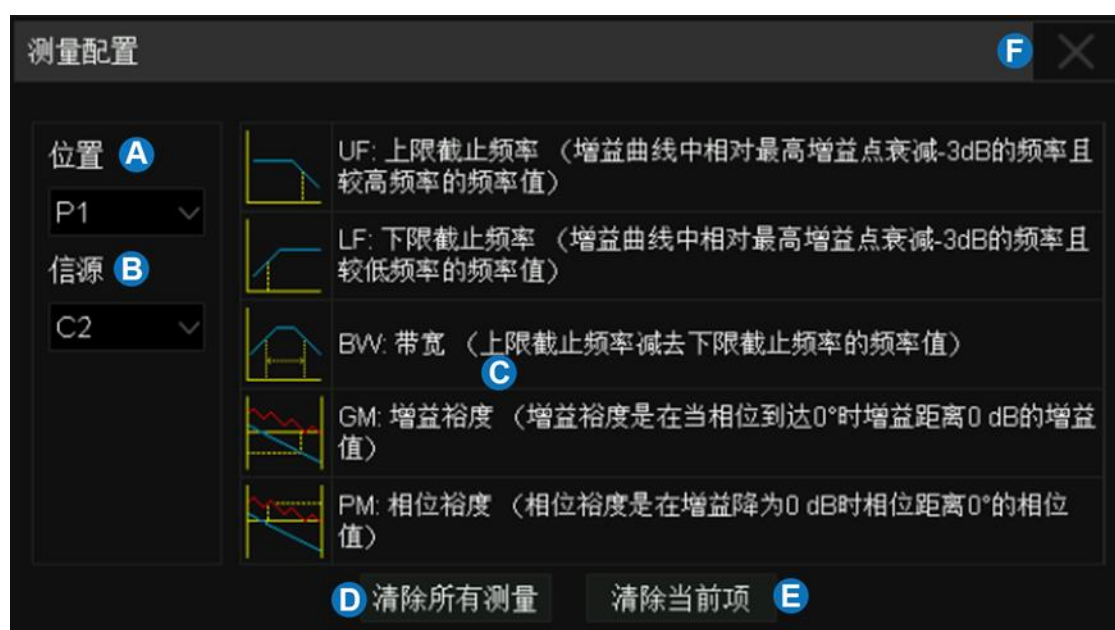 测量配置 F
位置 A
P1
信源 B
C2
UF: 上限截止频率 （增益曲线中相对最高增益点衰减-3dB的频率且
较高频率的频率值）
LF: 下限截止频率 （增益曲线中相对最高增益点衰减-3dB的频率且
较低频率的频率值）
BW: 带宽 （上限截止频率减去下限截止频率的频率值）
C
GM: 增益裕度 （增益裕度是在当相位到达0°时增益距离0 dB的增益
值）
PM: 相位裕度 （相位裕度是在增益降为0 dB时相位距离0°的相位
值）
D 清除所有测量 清除当前项 E